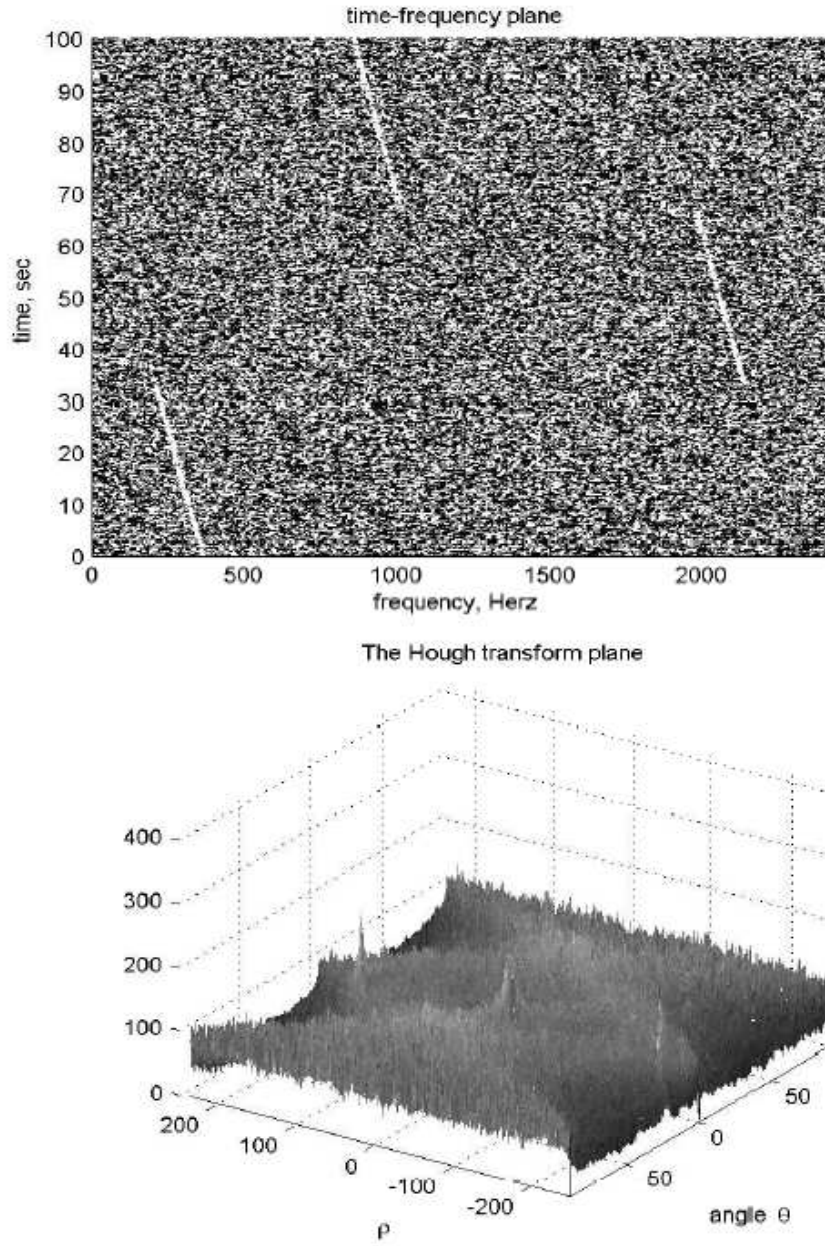 time-frequency plane
100
90
80
70
60
50
40
30
20
10
0
time, sec
0 500 1000 1500 2000
frequency, Herz
The Hough transform plane
400
300
200
100
0
200 100 0 -100 -200
ρ
50 0 50
angle θ